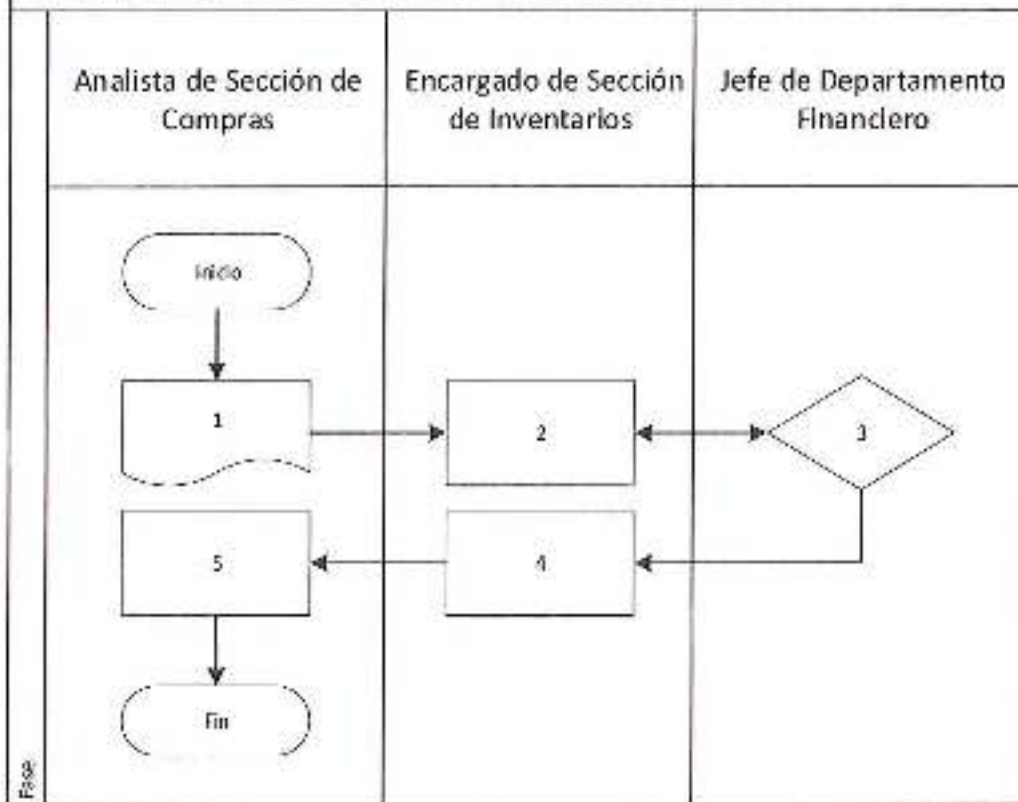 Analista de Sección de
Compras
Encargado de Sección
de Inventarios
Jefe de Departamento
Financiero
Inicio
1
2
3
5
4
Fin
Fase